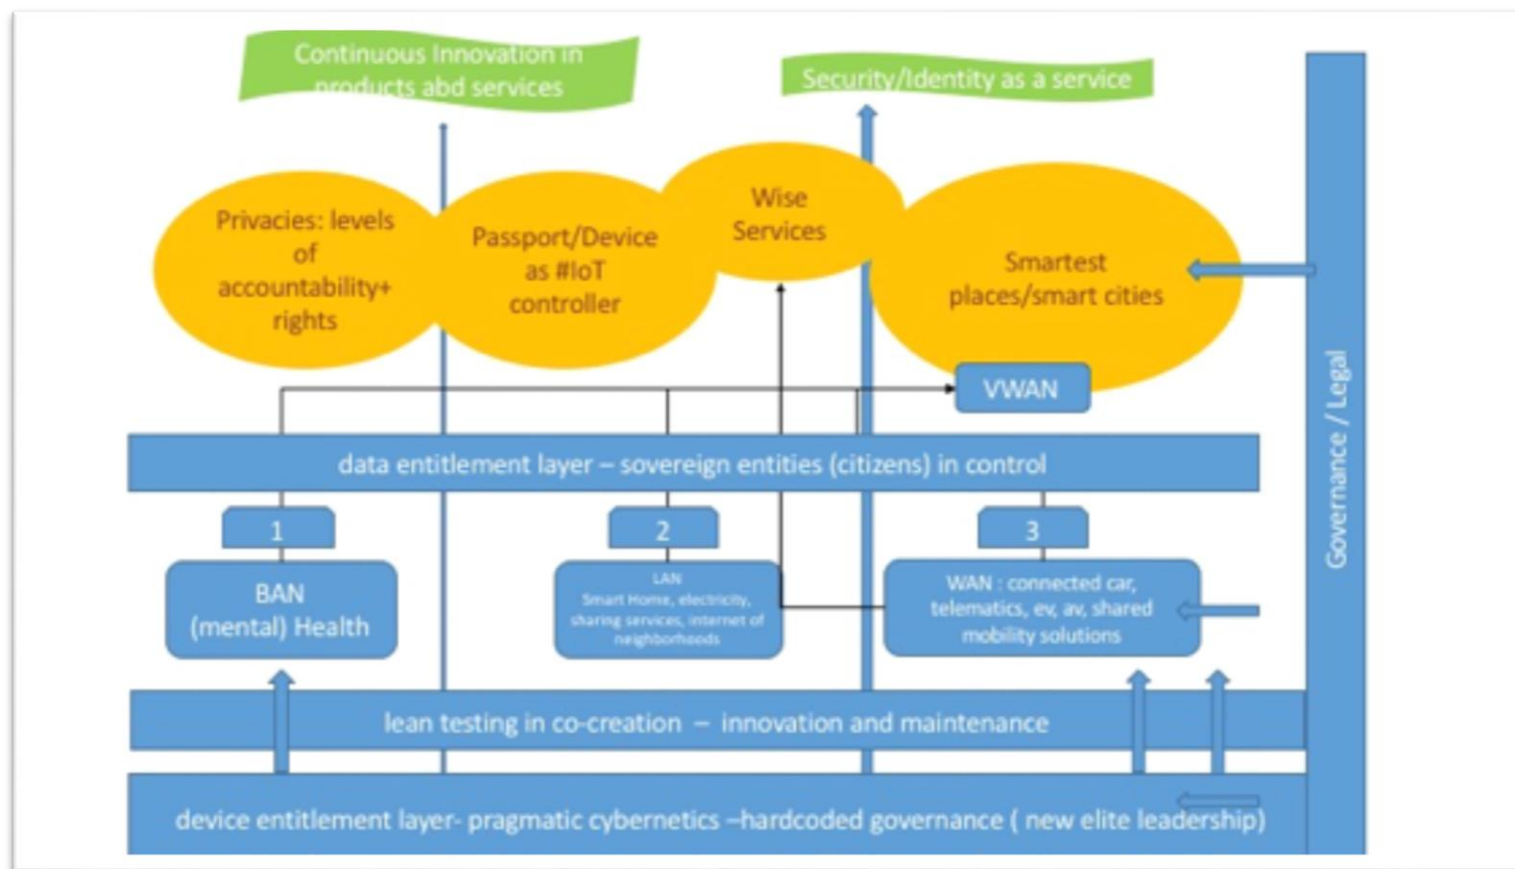 Continuous Innovation in
products abd services
Security/Identity as a service
Privacies: levels
of
accountability+
rights
Passport/Device
as #IoT
controller
Wise
Services
Smartest
places/smart cities
VWAN
Governance / Legal
data entitlement layer – sovereign entities (citizens) in control
1
2
3
BAN
(mental) Health
LAN
Smart Home, electricity,
sharing services, internet of
neighborhoods
WAN : connected car,
telematics, ev, av, shared
mobility solutions
lean testing in co-creation – innovation and maintenance
device entitlement layer- pragmatic cybernetics –hardcoded governance ( new elite leadership)